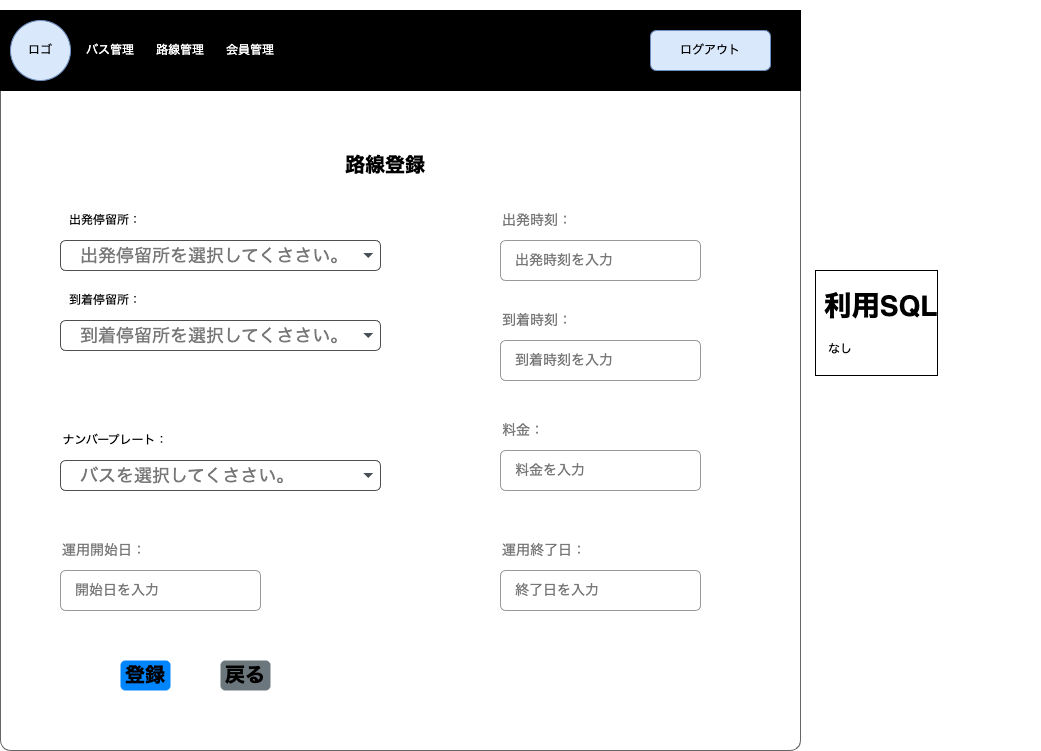 ロゴ バス管理 路線管理 会員管理 ログアウト
路線登録
出発停留所：
出発停留所を選択してくささい。
到着停留所：
到着停留所を選択してくささい。
ナンバープレート：
バスを選択してくささい。
運用開始日：
開始日を入力
出発時刻：
出発時刻を入力
到着時刻：
到着時刻を入力
料金：
料金を入力
運用終了日：
終了日を入力
登録 戻る
利用SQL
なし